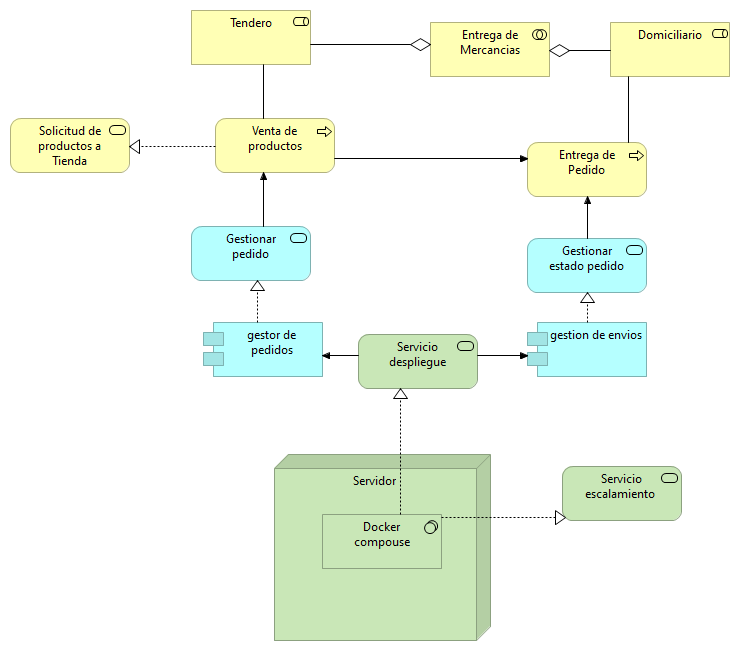 Tendero
Entrega de
Mercancias
Domiciliario
Solicitud de
productos a
Tienda
Venta de
productos
Entrega de
Pedido
Gestionar
pedido
Gestionar
estado pedido
gestor de
pedidos
Servicio
despliegue
gestion de envios
Servidor
Servicio
escalamiento
Docker
compouse